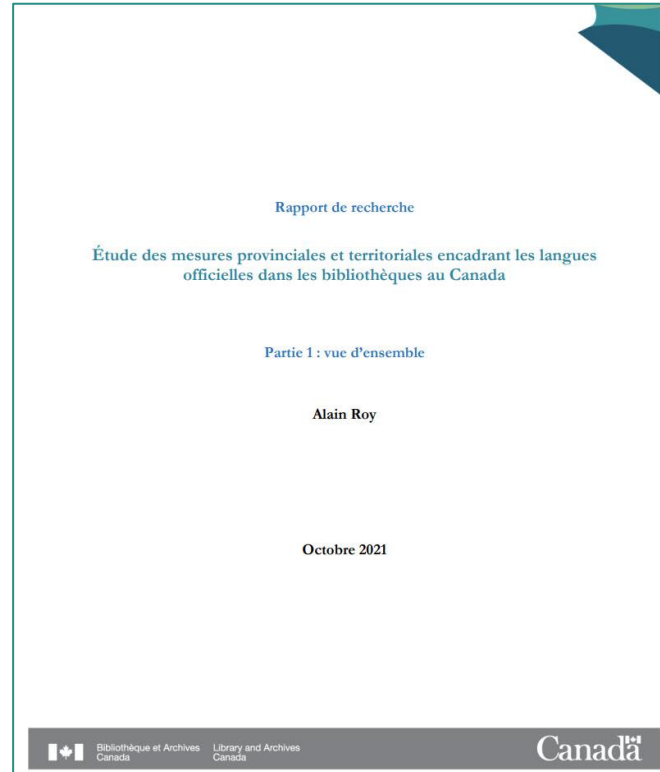 Rapport de recherche
Étude des mesures provinciales et territoriales encadrant les langues
officielles dans les bibliothèques au Canada
Partie 1 : vue d'ensemble
Alain Roy
Octobre 2021
Bibliothèque et Archives
Canada
Library and Archives
Canada
Canada